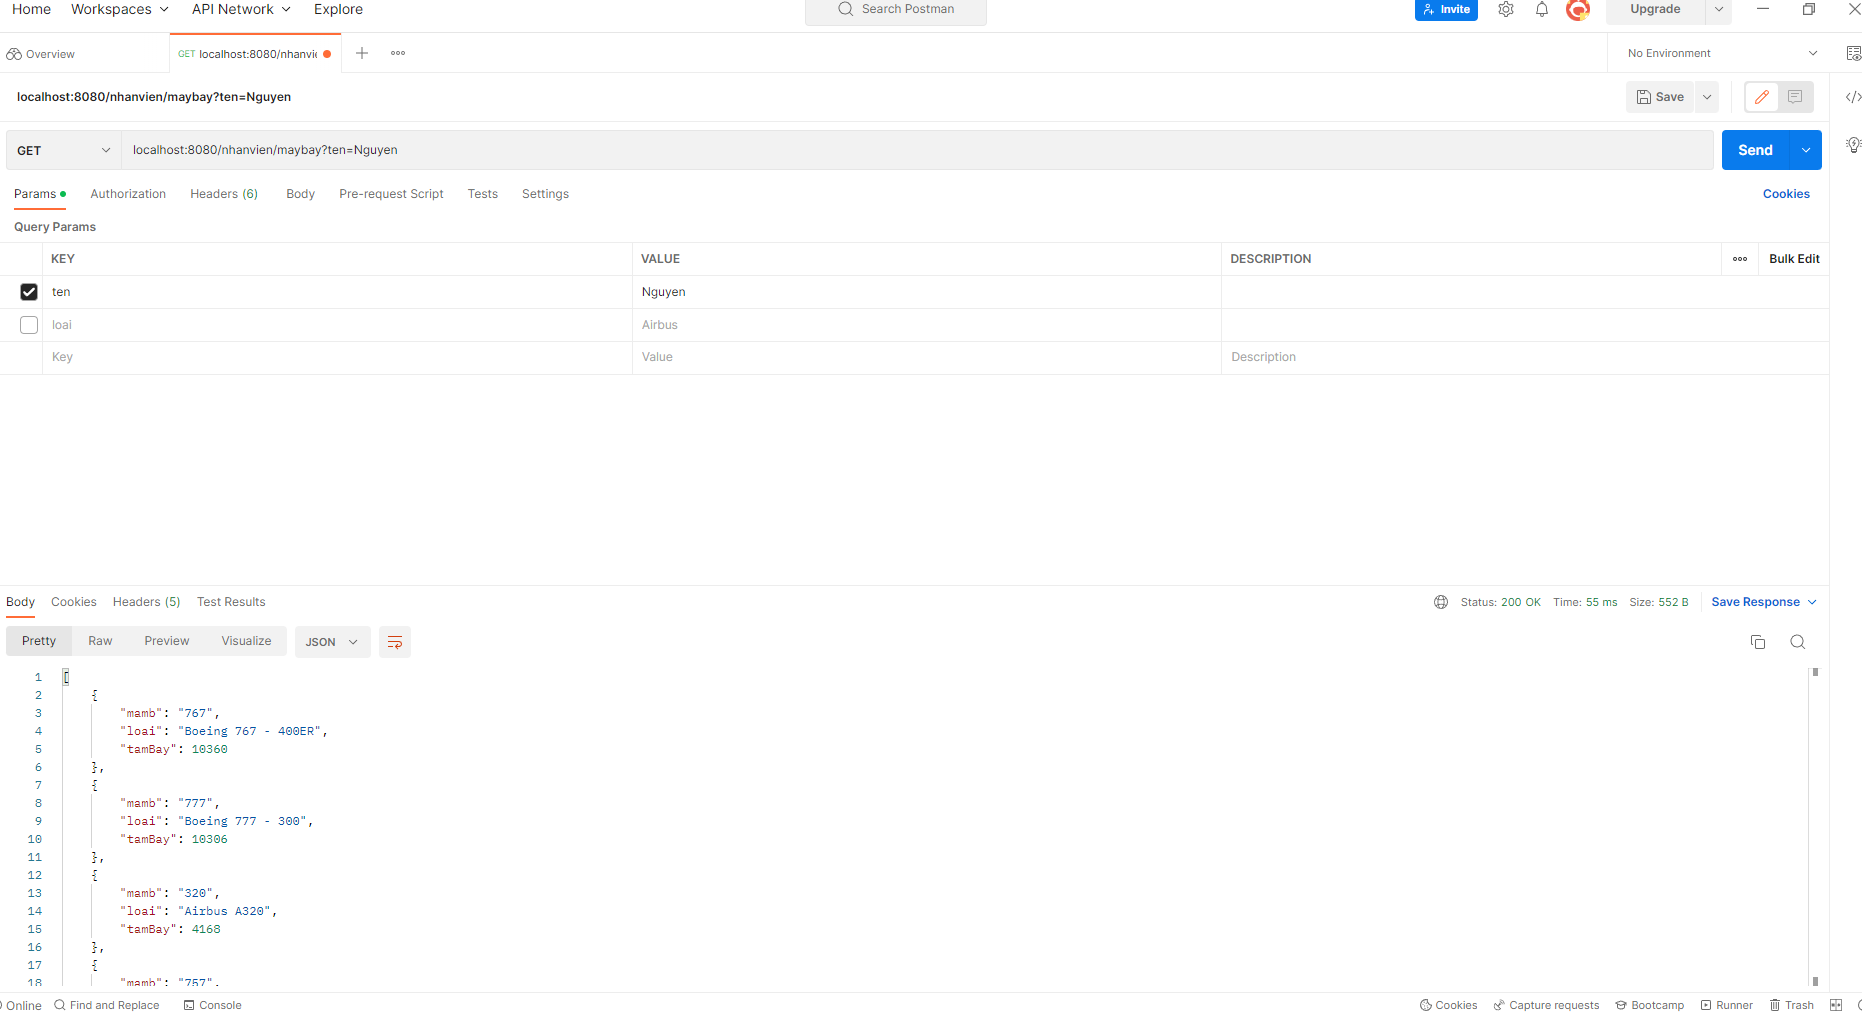 Home Workspaces API Network Explore Search Postman Invite Upgrade
Overview GET localhost:8080/nhanvie No Environment
localhost:8080/nhanvien/maybay?ten=Nguyen Save
GET localhost:8080/nhanvien/maybay?ten=Nguyen Send
Params Authorization Headers (6) Body Pre-request Script Tests Settings Cookies
Query Params
KEY VALUE DESCRIPTION Bulk Edit
ten Nguyen
loai Airbus
Key Value Description
Body Cookies Headers (5) Test Results Status: 200 OK Time: 55 ms Size: 552 B Save Response
Pretty Raw Preview Visualize JSON
1 [
2 {
3 "mamb": "767",
4 "loai": "Boeing 767 - 400ER",
5 "tamBay": 10360
6 },
7 {
8 "mamb": "777",
9 "loai": "Boeing 777 - 300",
10 "tamBay": 10306
11 },
12 {
13 "mamb": "320",
14 "loai": "Airbus A320",
15 "tamBay": 4168
16 },
17 {
18 "mamb": "757",
Online Find and Replace Console Cookies Capture requests Bootcamp Runner Trash